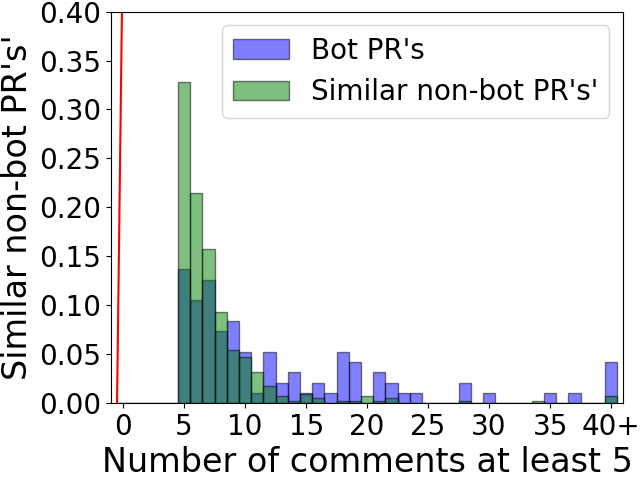 Similar non-bot PR's'
0.40
0.35
0.30
0.25
0.20
0.15
0.10
0.05
0.00
Bot PR's
Similar non-bot PR's'
0 5 10 15 20 25 30 35 40+
Number of comments at least 5